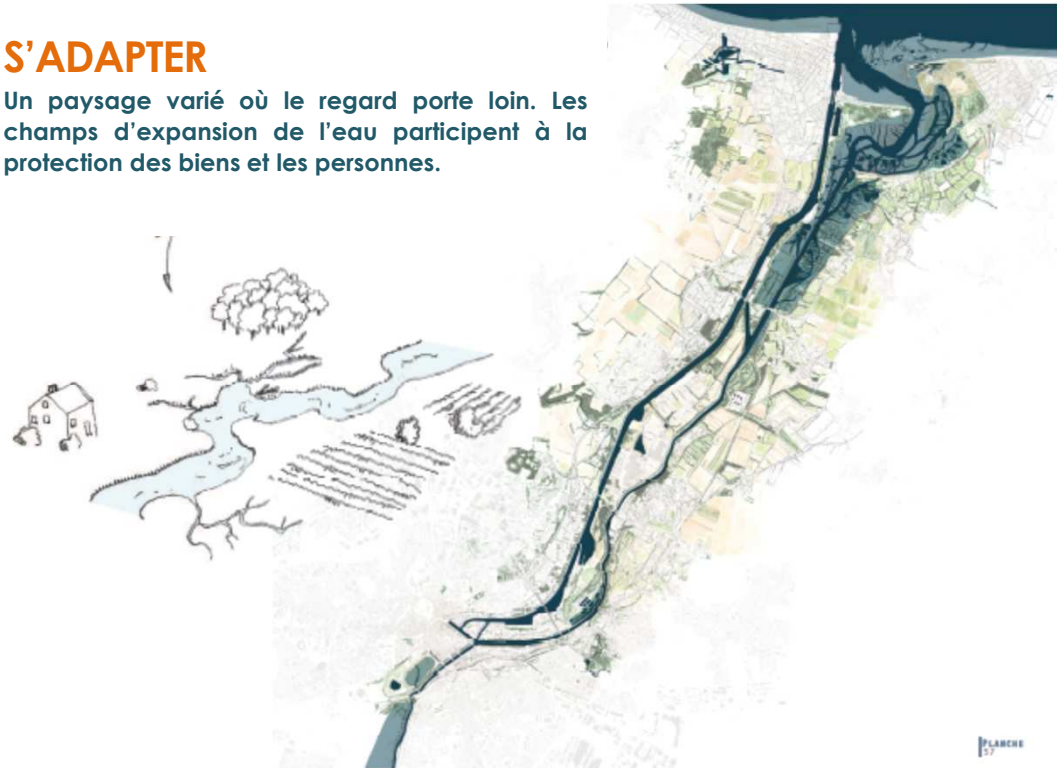 S’ADAPTER
Un paysage varié où le regard porte loin. Les
champs d’expansion de l’eau participent à la
protection des biens et les personnes.
PLANCHE
57